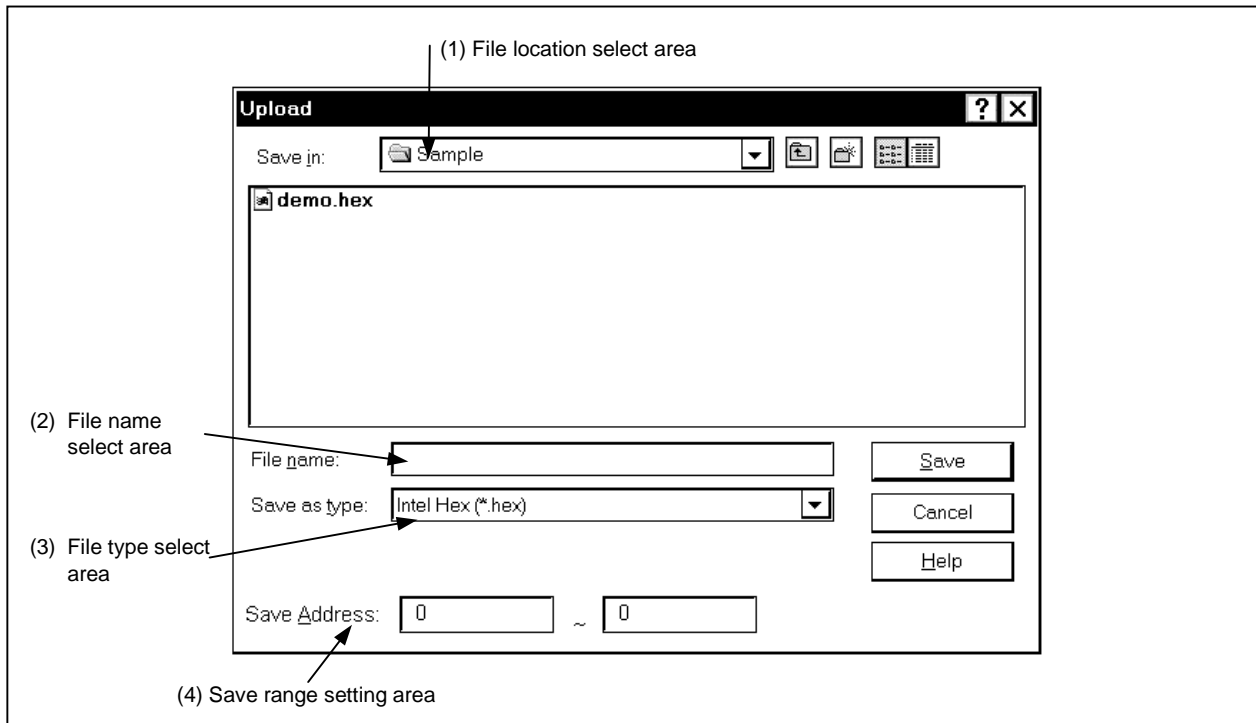 (1) File location select area
Upload
Save in: Sample
demo.hex
(2) File name
select area
File name:
Save
Save as type: Intel Hex (*.hex)
Cancel
(3) File type select
area
Help
Save Address: 0 ~ 0
(4) Save range setting area